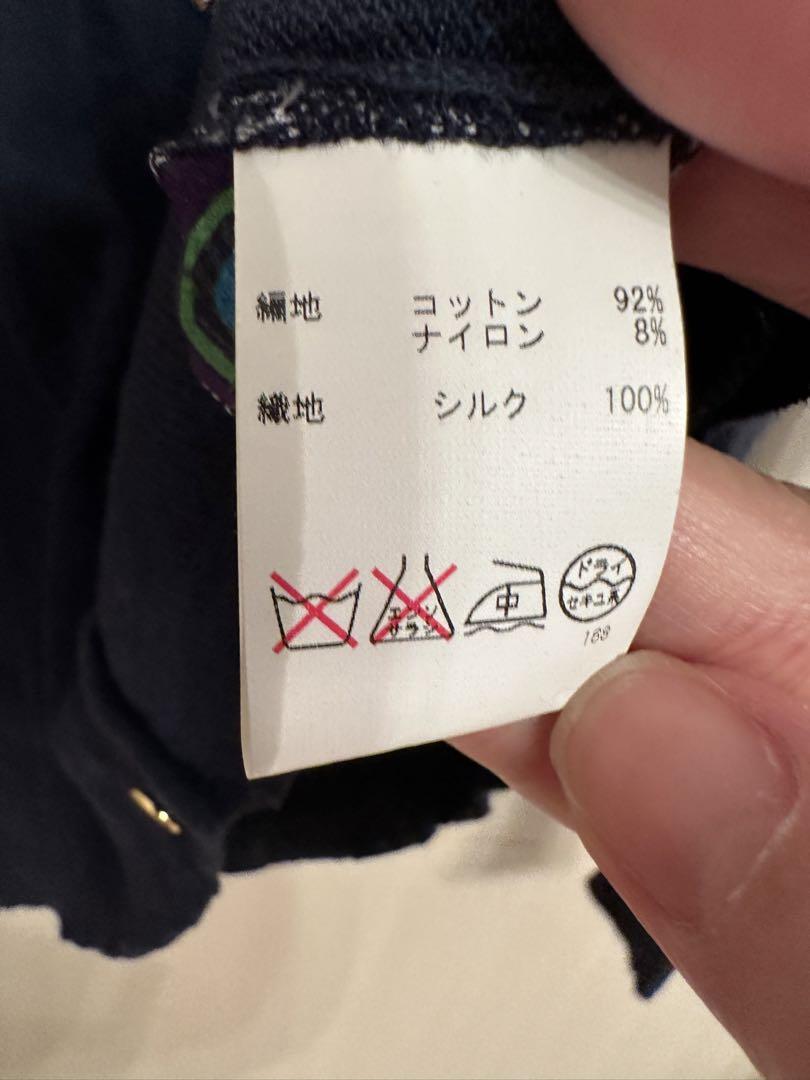 編地 コットン 92%
ナイロン 8%
織地 シルク 100%
エンソ
サラシ
中
ドライ
セキユ系
168